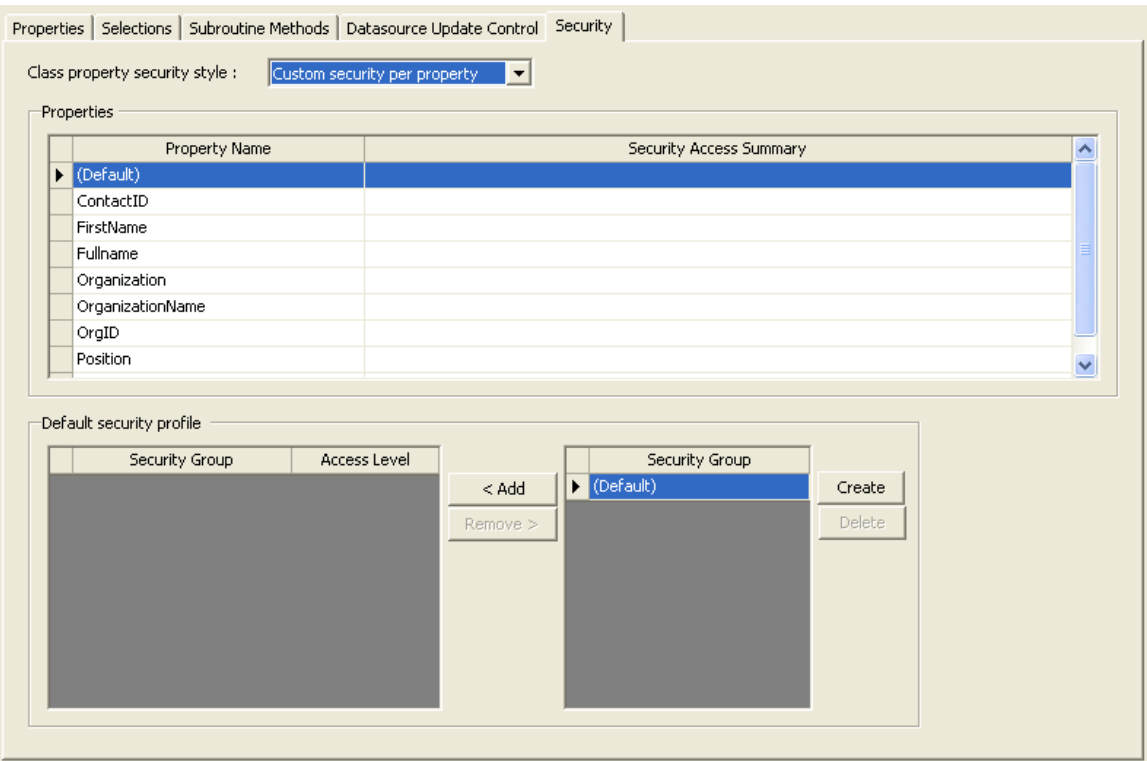 Properties Selections Subroutine Methods Datasource Update Control Security
Class property security style : Custom security per property
Properties
Property Name Security Access Summary
(Default)
ContactID
FirstName
Fullname
Organization
OrganizationName
OrgID
Position
Default security profile
Security Group Access Level Security Group
< Add (Default) Create
Remove > Delete